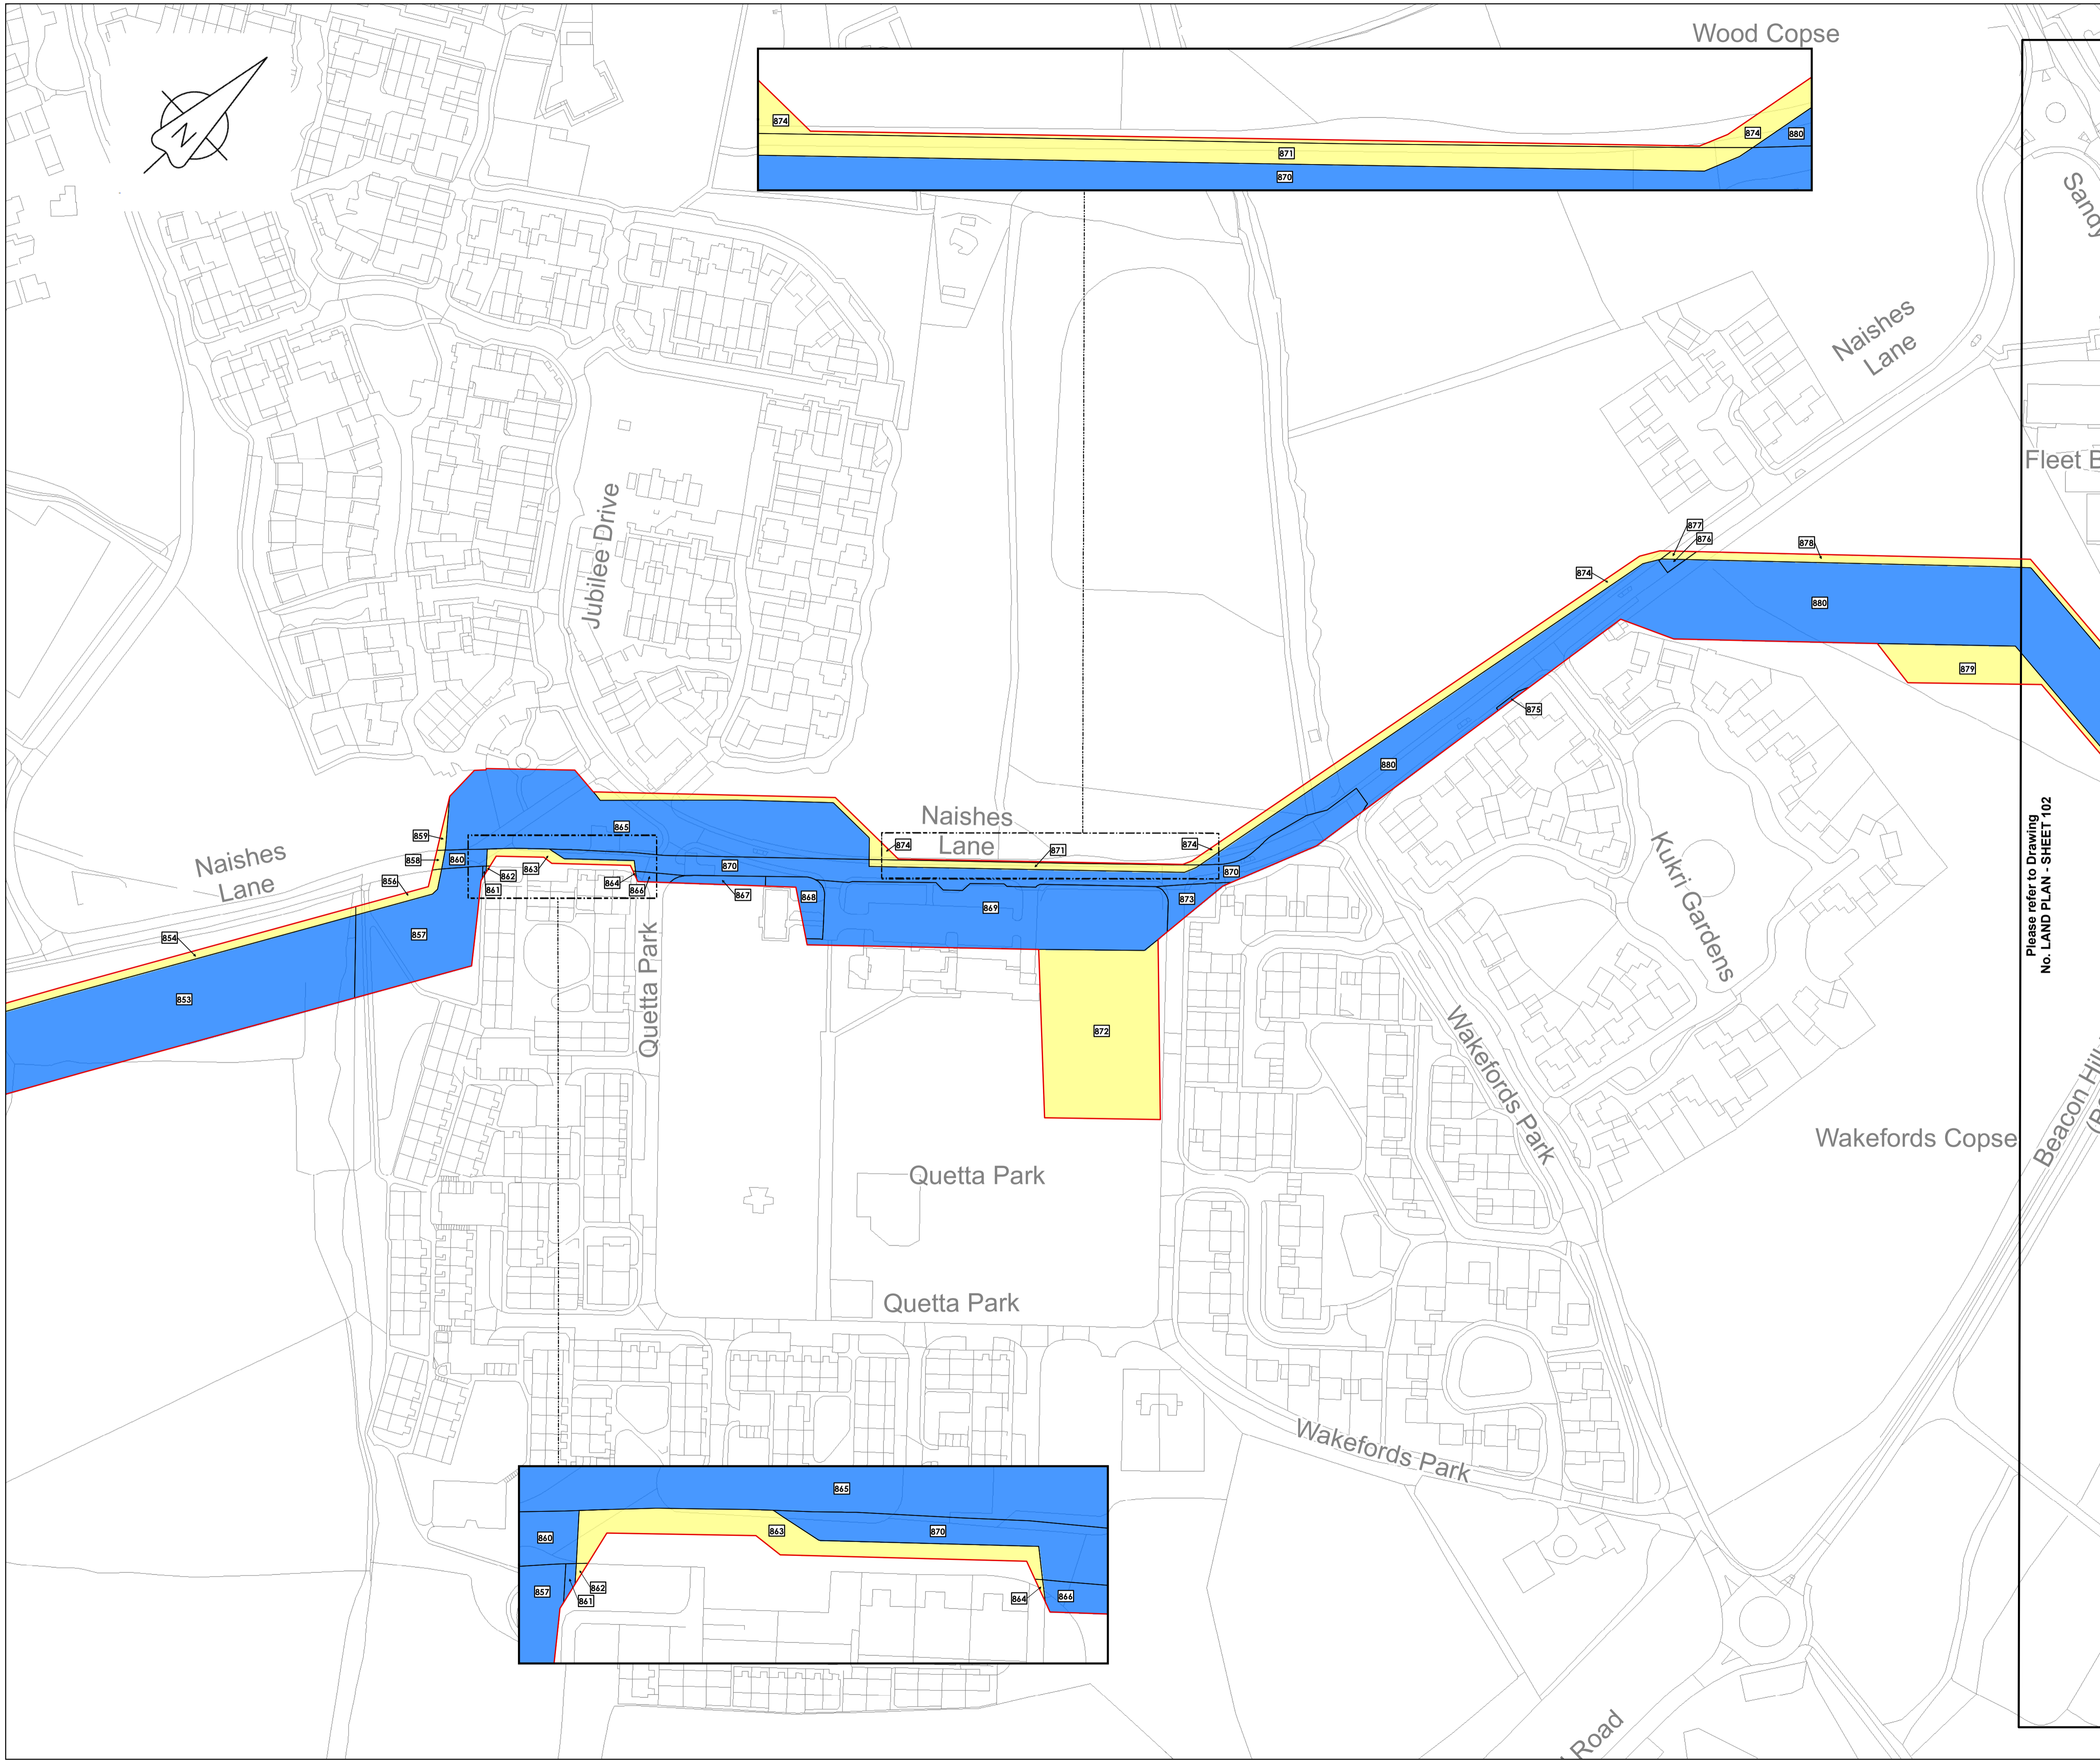 Wood Copse
N
874
871
870
874
880
Sandy
Naishes
Lane
Fleet B
Jubilee Drive
877
876
878
874
880
879
875
880
Naishes
Lane
874
871
874
870
859
858
860
865
870
863
862
861
864
866
867
868
869
873
856
857
854
853
Naishes
Lane
Quetta Park
872
Kukri Gardens
Wakefords Park
Please refer to Drawing
No. LAND PLAN - SHEET 102
Beacon Hill
Wakefords Copse
Quetta Park
Quetta Park
Wakefords Park
865
860
863
870
857
862
861
864
866
Road